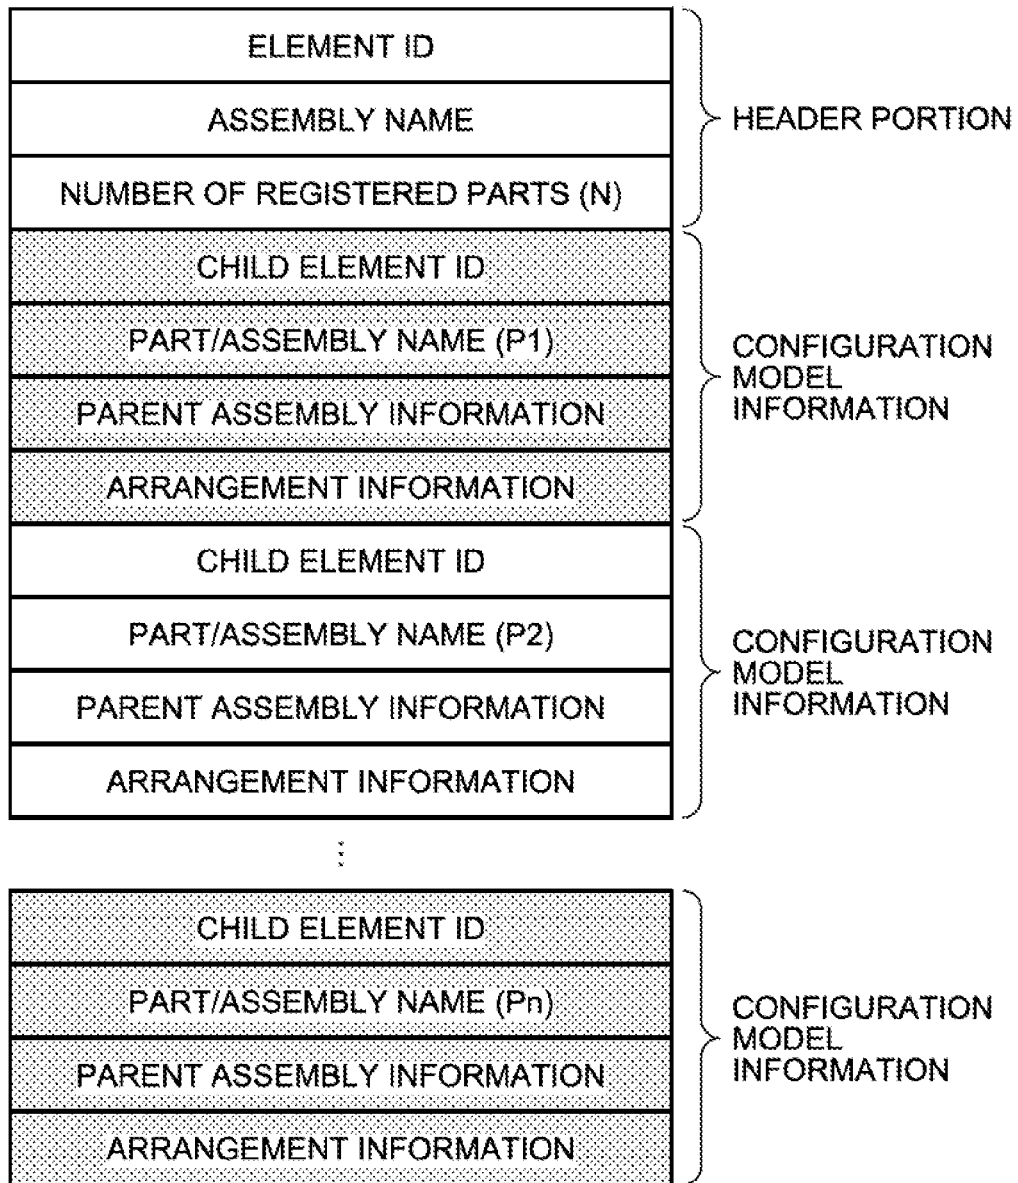 ELEMENT ID
ASSEMBLY NAME
NUMBER OF REGISTERED PARTS (N)
HEADER PORTION
CHILD ELEMENT ID
PART/ASSEMBLY NAME (P1)
PARENT ASSEMBLY INFORMATION
ARRANGEMENT INFORMATION
CONFIGURATION
MODEL
INFORMATION
CHILD ELEMENT ID
PART/ASSEMBLY NAME (P2)
PARENT ASSEMBLY INFORMATION
ARRANGEMENT INFORMATION
CONFIGURATION
MODEL
INFORMATION
CHILD ELEMENT ID
PART/ASSEMBLY NAME (Pn)
PARENT ASSEMBLY INFORMATION
ARRANGEMENT INFORMATION
CONFIGURATION
MODEL
INFORMATION